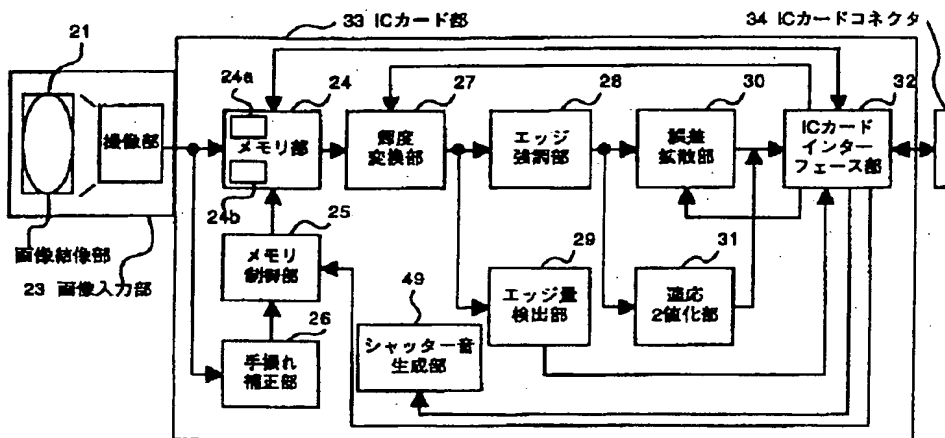 33 ICカード部
34 ICカードコネクタ
21
24a
24
27
28
30
32
撮像部
メモリ部
輝度
変換部
エッジ
強調部
誤差
拡散部
ICカード
インター
フェース部
24b
25
29
31
画像結像部
23 画像入力部
メモリ
制御部
26
49
エッジ量
検出部
適応
2値化部
手振れ
補正部
シャッター音
生成部